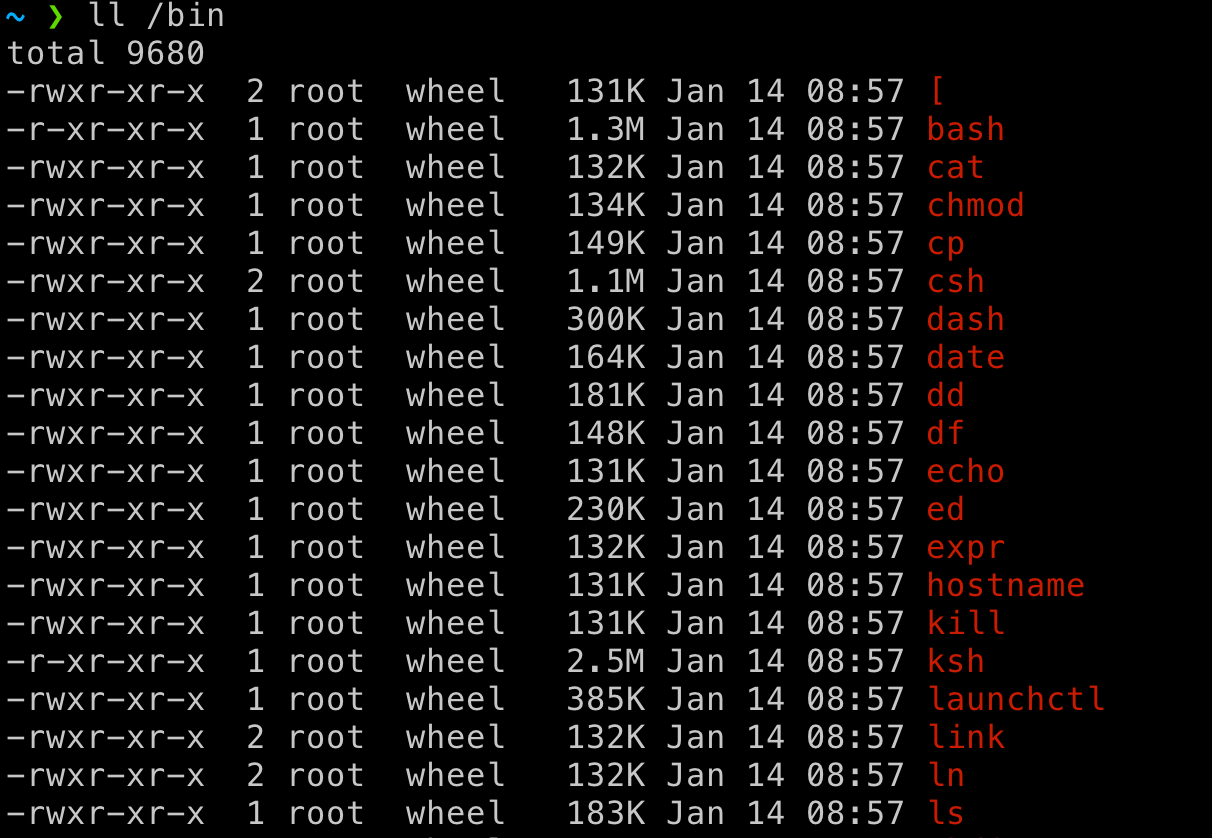 ~ ❯ ll /bin
total 9680
-rwxr-xr-x  2 root  wheel   131K Jan 14 08:57 [
-r-xr-xr-x  1 root  wheel   1.3M Jan 14 08:57 bash
-rwxr-xr-x  1 root  wheel   132K Jan 14 08:57 cat
-rwxr-xr-x  1 root  wheel   134K Jan 14 08:57 chmod
-rwxr-xr-x  1 root  wheel   149K Jan 14 08:57 cp
-rwxr-xr-x  2 root  wheel   1.1M Jan 14 08:57 csh
-rwxr-xr-x  1 root  wheel   300K Jan 14 08:57 dash
-rwxr-xr-x  1 root  wheel   164K Jan 14 08:57 date
-rwxr-xr-x  1 root  wheel   181K Jan 14 08:57 dd
-rwxr-xr-x  1 root  wheel   148K Jan 14 08:57 df
-rwxr-xr-x  1 root  wheel   131K Jan 14 08:57 echo
-rwxr-xr-x  1 root  wheel   230K Jan 14 08:57 ed
-rwxr-xr-x  1 root  wheel   132K Jan 14 08:57 expr
-rwxr-xr-x  1 root  wheel   131K Jan 14 08:57 hostname
-rwxr-xr-x  1 root  wheel   131K Jan 14 08:57 kill
-r-xr-xr-x  1 root  wheel   2.5M Jan 14 08:57 ksh
-rwxr-xr-x  1 root  wheel   385K Jan 14 08:57 launchctl
-rwxr-xr-x  2 root  wheel   132K Jan 14 08:57 link
-rwxr-xr-x  2 root  wheel   132K Jan 14 08:57 ln
-rwxr-xr-x  1 root  wheel   183K Jan 14 08:57 ls